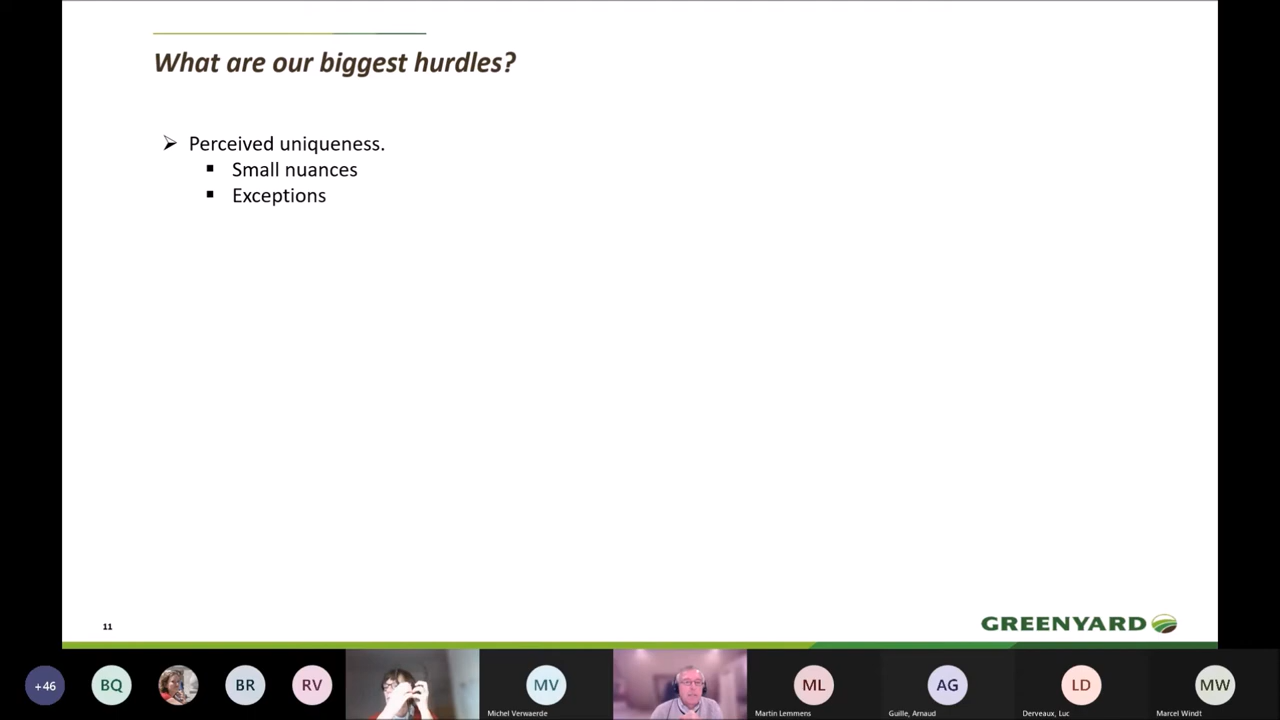 What are our biggest hurdles?
Perceived uniqueness.
Small nuances
Exceptions
11
GREENYARD
+46
BQ
BR
RV
MV
ML
AG
LD
MW
Michel Verwaerde
Martin Lemmens
Guille, Arnaud
Derveaux, Luc
Marcel Windt